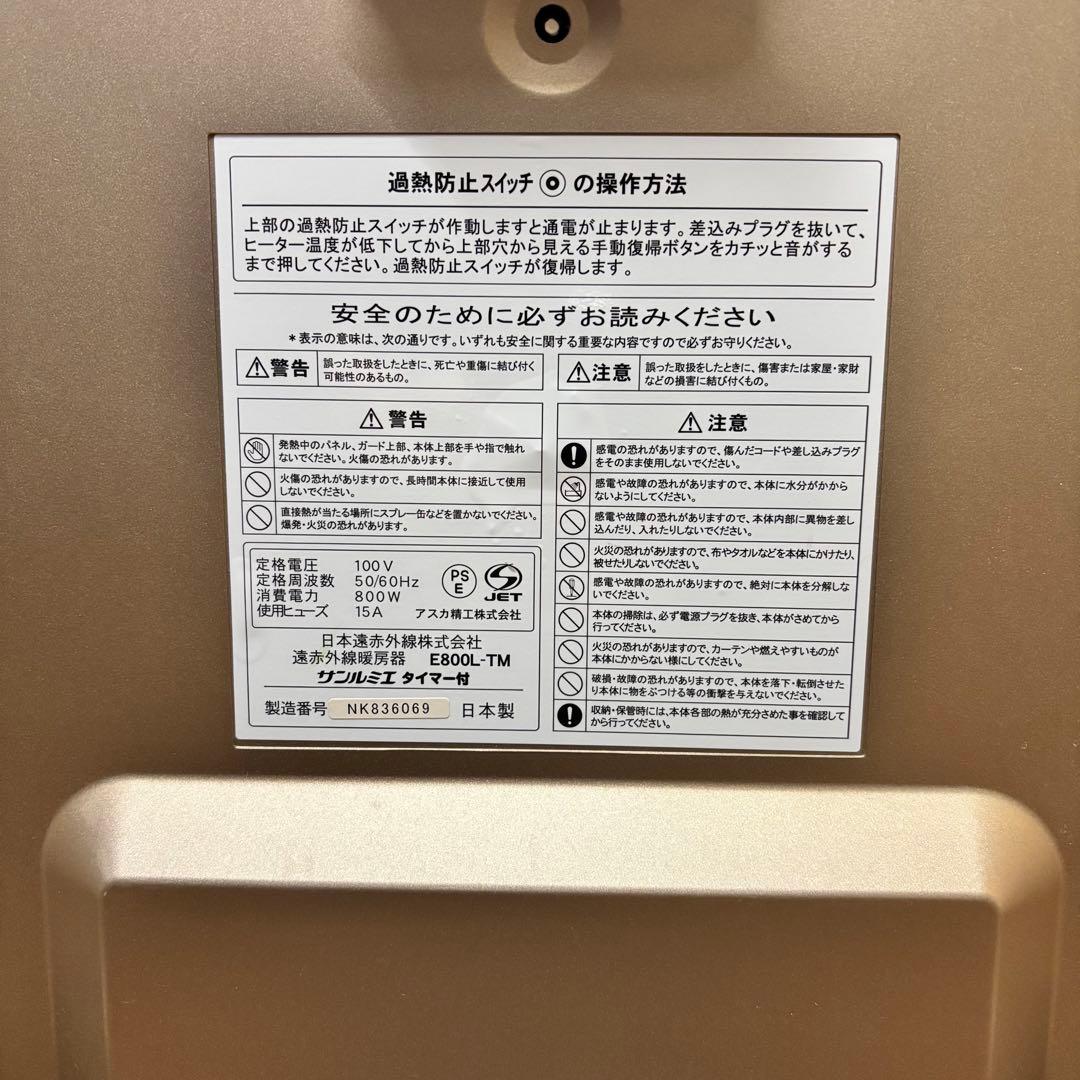 過熱防止スイッチ◎の操作方法
上部の過熱防止スイッチが作動しますと通電が止まります。差込みプラグを抜いて、
ヒーター温度が低下してから上部穴から見える手動復帰ボタンをカチッと音がする
まで押してください。過熱防止スイッチが復帰します。
安全のために必ずお読みください
*表示の意味は、次の通りです。いずれも安全に関する重要な内容ですので必ずお守りください。
⚠警告
誤った取扱をしたときに、死亡や重傷に結び付く
可能性のあるもの。
⚠注意
誤った取扱をしたときに、傷害または家屋・家財
などの損害に結び付くもの。
⚠警告
発熱中のパネル、ガード上部、本体上部を手や指で触れ
ないでください。火傷の恐れがあります。
火傷の恐れがありますので、長時間本体に接近して使用
しないでください。
直接熱が当たる場所にスプレー缶などを置かないでください。
爆発・火災の恐れがあります。
定格電圧 100V
定格周波数 50/60Hz
消費電力 800W
使用ヒューズ 15A
PS
E
JET
アスカ精工株式会社
日本遠赤外線株式会社
遠赤外線暖房器 E800L-TM
サンルミエ タイマー付
製造番号 NK836069 日本製
⚠注意
感電の恐れがありますので、傷んだコードや差し込みプラグ
をそのまま使用しないでください。
感電や故障の恐れがありますので、本体に水分がかから
ないようにしてください。
感電や故障の恐れがありますので、本体内部に異物を差し
込んだり、入れたりしないでください。
火災の恐れがありますので、布やタオルなどを本体にかけたり、
被せたりしないでください。
感電や故障の恐れがありますので、絶対に本体を分解しな
いでください。
本体の掃除は、必ず電源プラグを抜き、本体がさめてから
行ってください。
火災の恐れがありますので、カーテンや燃えやすいものが
本体にかからない様にしてください。
破損・故障の恐れがありますので、本体を落下・転倒させた
り本体に物をぶつける等の衝撃を与えないでください。
収納・保管時には、本体各部の熱が充分さめた事を確認して
から行ってください。